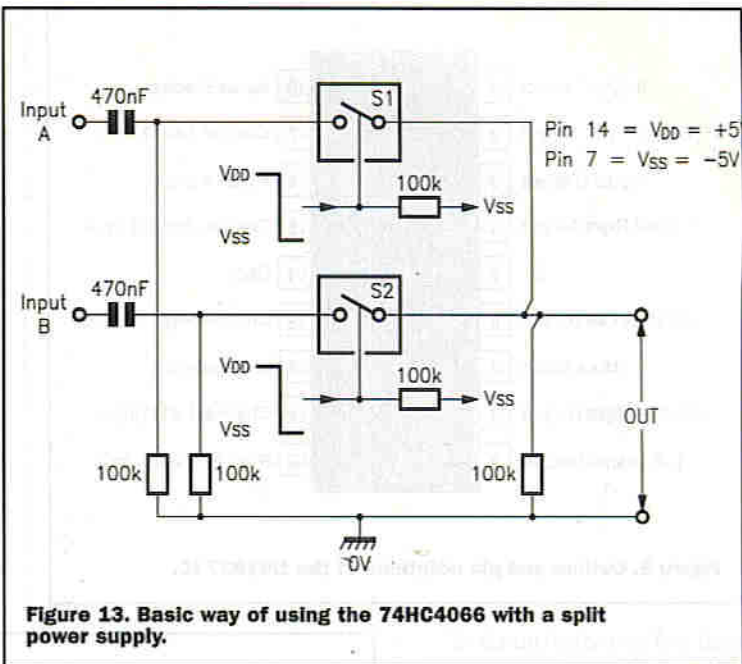 470nF
Input
A
S1
Pin 14 = VDD = +5
Pin 7 = VSS = -5V
VDD
100k
VSS
VSS
470nF
Input
B
S2
VDD
100k
VSS
VSS
OUT
100k
100k
100k
0V
Figure 13. Basic way of using the 74HC4066 with a split
power supply.